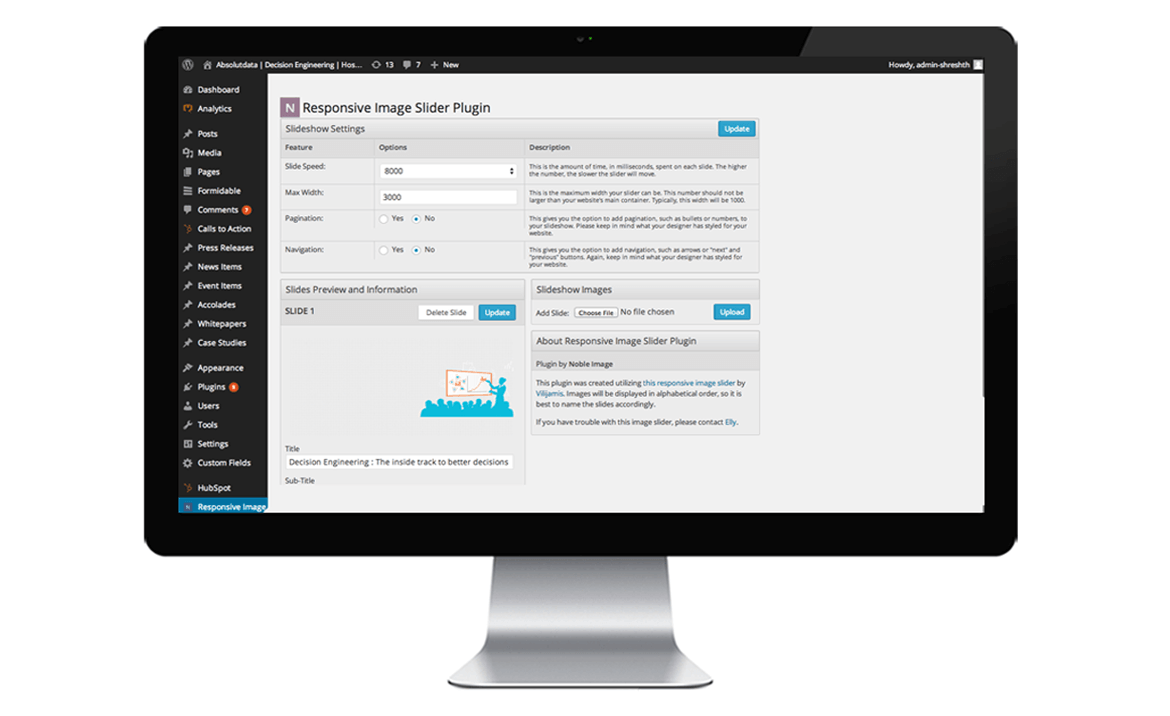 Absolutdata | Decision Engineering | Hos... 13 7 New
Howdy, admin-shreshth
Dashboard
Analytics
Posts
Media
Pages
Formidable
Comments 7
Calls to Action
Press Releases
News Items
Event Items
Accolades
Whitepapers
Case Studies
Appearance
Plugins 8
Users
Tools
Settings
Custom Fields
HubSpot
N Responsive Image
N Responsive Image Slider Plugin
Slideshow Settings
Update
Feature Options Description
Slide Speed:
8000
This is the amount of time, in milliseconds, spent on each slide. The higher
the number, the slower the slider will move.
Max Width:
3000
This is the maximum width your slider can be. This number should not be
larger than your website's main container. Typically, this width will be 1000.
Pagination:
Yes No
This gives you the option to add pagination, such as bullets or numbers, to
your slideshow. Please keep in mind what your designer has styled for your
website.
Navigation:
Yes No
This gives you the option to add navigation, such as arrows or "next" and
"previous" buttons. Again, keep in mind what your designer has styled for
your website.
Slides Preview and Information
SLIDE 1
Delete Slide
Update
Title
Decision Engineering : The inside track to better decisions
Sub-Title
Slideshow Images
Add Slide: Choose File No file chosen
Upload
About Responsive Image Slider Plugin
Plugin by Noble Image
This plugin was created utilizing this responsive image slider by
Viljamis. Images will be displayed in alphabetical order, so it is
best to name the slides accordingly.
If you have trouble with this image slider, please contact Elly.